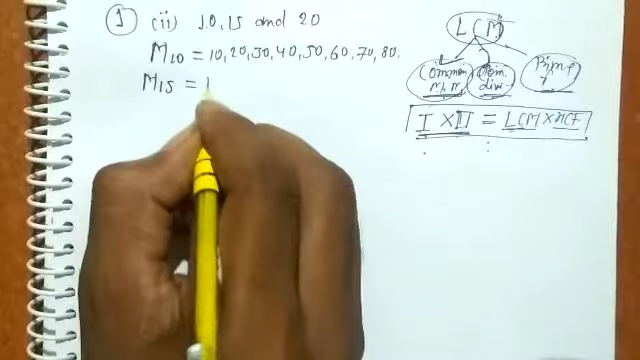 1 (ii) 10, 15 and 20
M10 = 10, 20, 30, 40, 50, 60, 70, 80.
M15 = 1
LCM
Common
Com. divi.
Prime
I × II = LCM × HCF